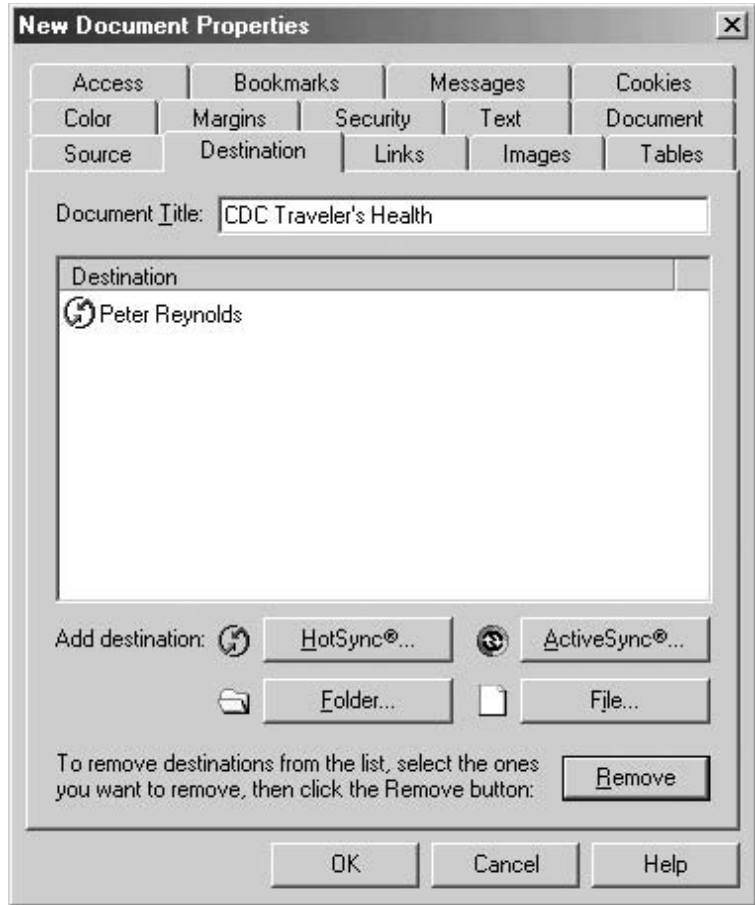 New Document Properties
Access Bookmarks Messages Cookies
Color Margins Security Text Document
Source Destination Links Images Tables
Document Title: CDC Traveler's Health
Destination
Peter Reynolds
Add destination: HotSync®... ActiveSync®...
Folder... File...
To remove destinations from the list, select the ones
you want to remove, then click the Remove button: Remove
OK Cancel Help